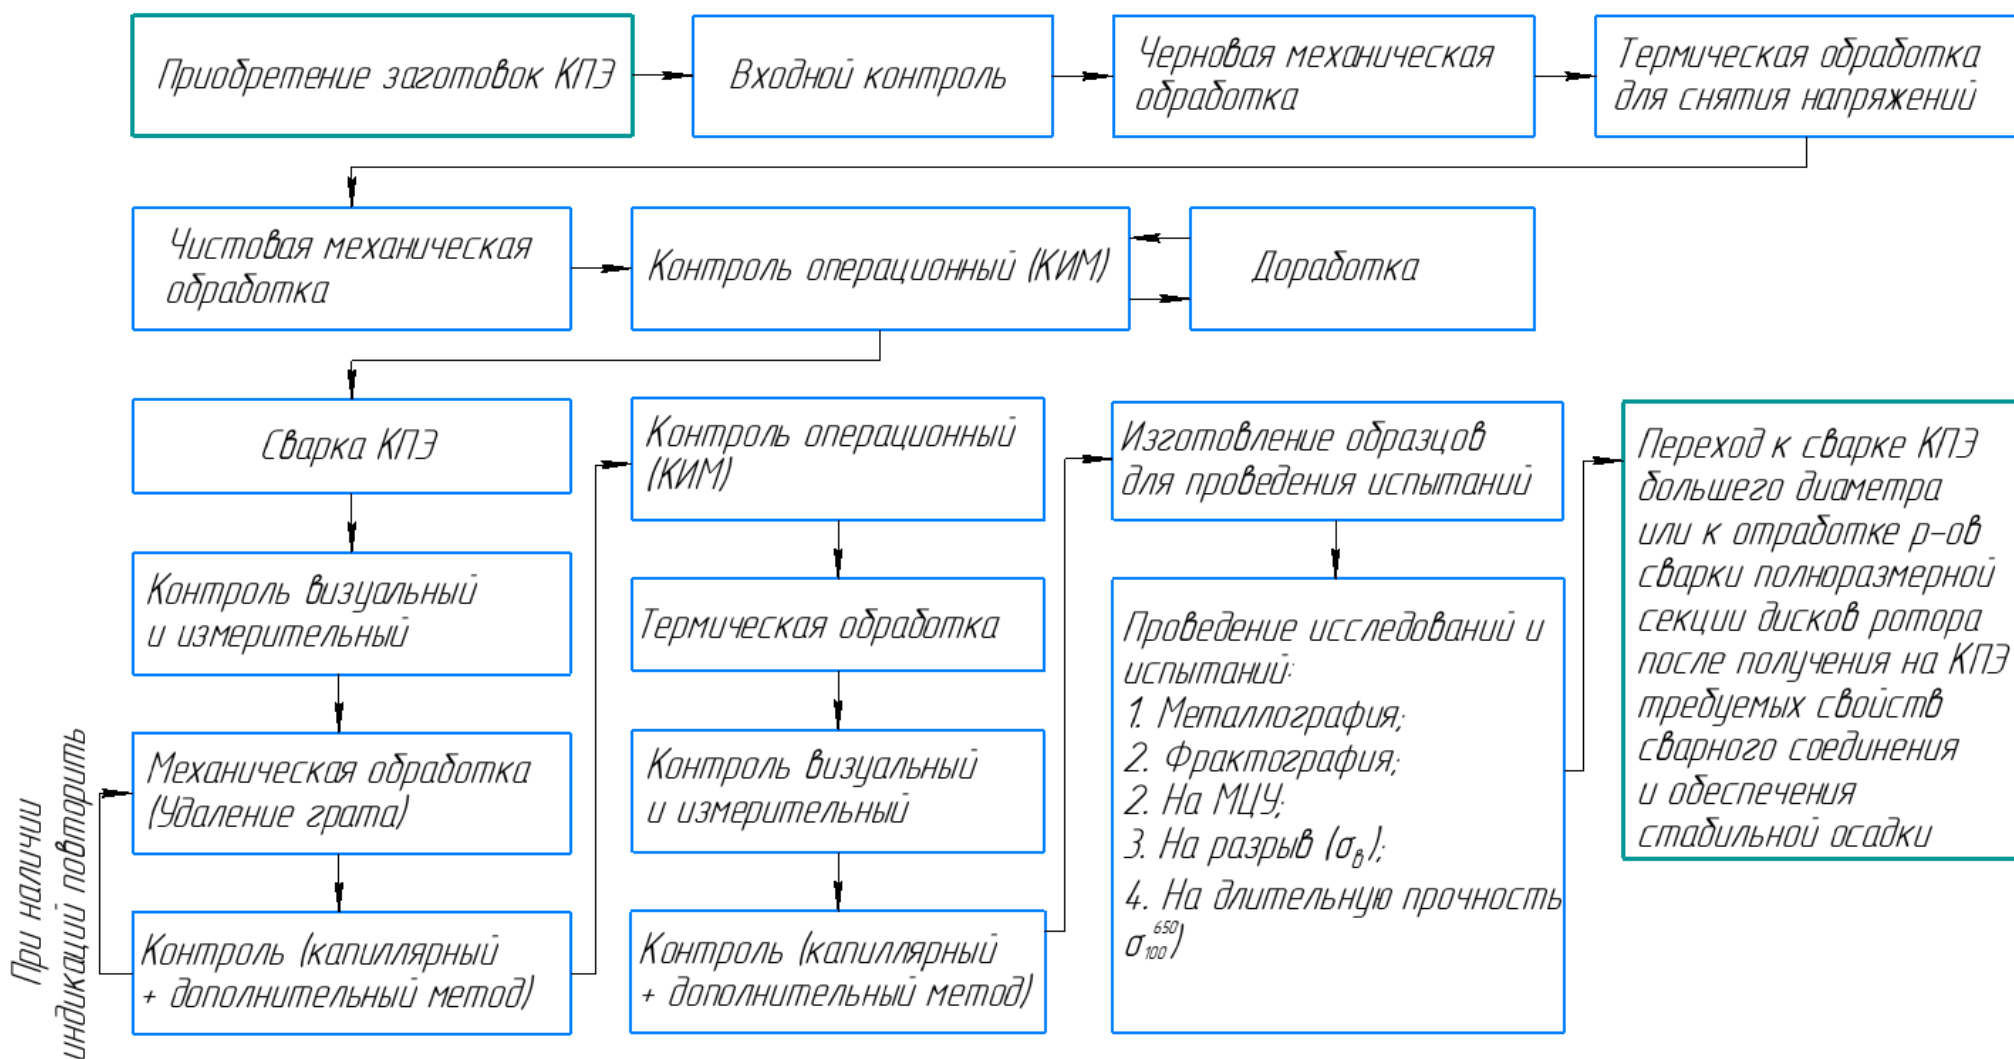 Приобретение заготовок КПЭ
Входной контроль
Черновая механическая
обработка
Термическая обработка
для снятия напряжений
Чистовая механическая
обработка
Контроль операционный (КИМ)
Доработка
Сварка КПЭ
Контроль визуальный
и измерительный
Механическая обработка
(Удаление грата)
Контроль (капиллярный
+ дополнительный метод)
При наличии
индикаций повторить
Контроль операционный
(КИМ)
Термическая обработка
Контроль визуальный
и измерительный
Контроль (капиллярный
+ дополнительный метод)
Изготовление образцов
для проведения испытаний
Проведение исследований и
испытаний:
1. Металлография;
2. Фрактография;
2. На МЦУ;
3. На разрыв (σв);
4. На длительную прочность
σ₁₀₀⁶⁵⁰)
Переход к сварке КПЭ
большего диаметра
или к отработке р-ов
сварки полноразмерной
секции дисков ротора
после получения на КПЭ
требуемых свойств
сварного соединения
и обеспечения
стабильной осадки